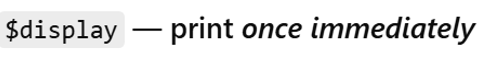 $display — print once immediately